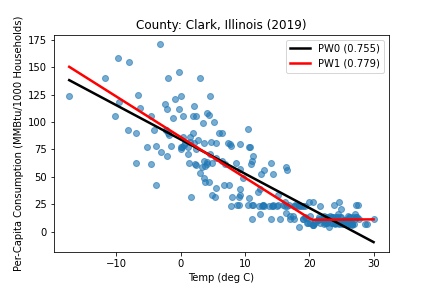 County: Clark, Illinois (2019)
PW0 (0.755)
PW1 (0.779)
Per-Capita Consumption (MMBtu/1000 Households)
175
150
125
100
75
50
25
0
−10 0 10 20 30
Temp (deg C)